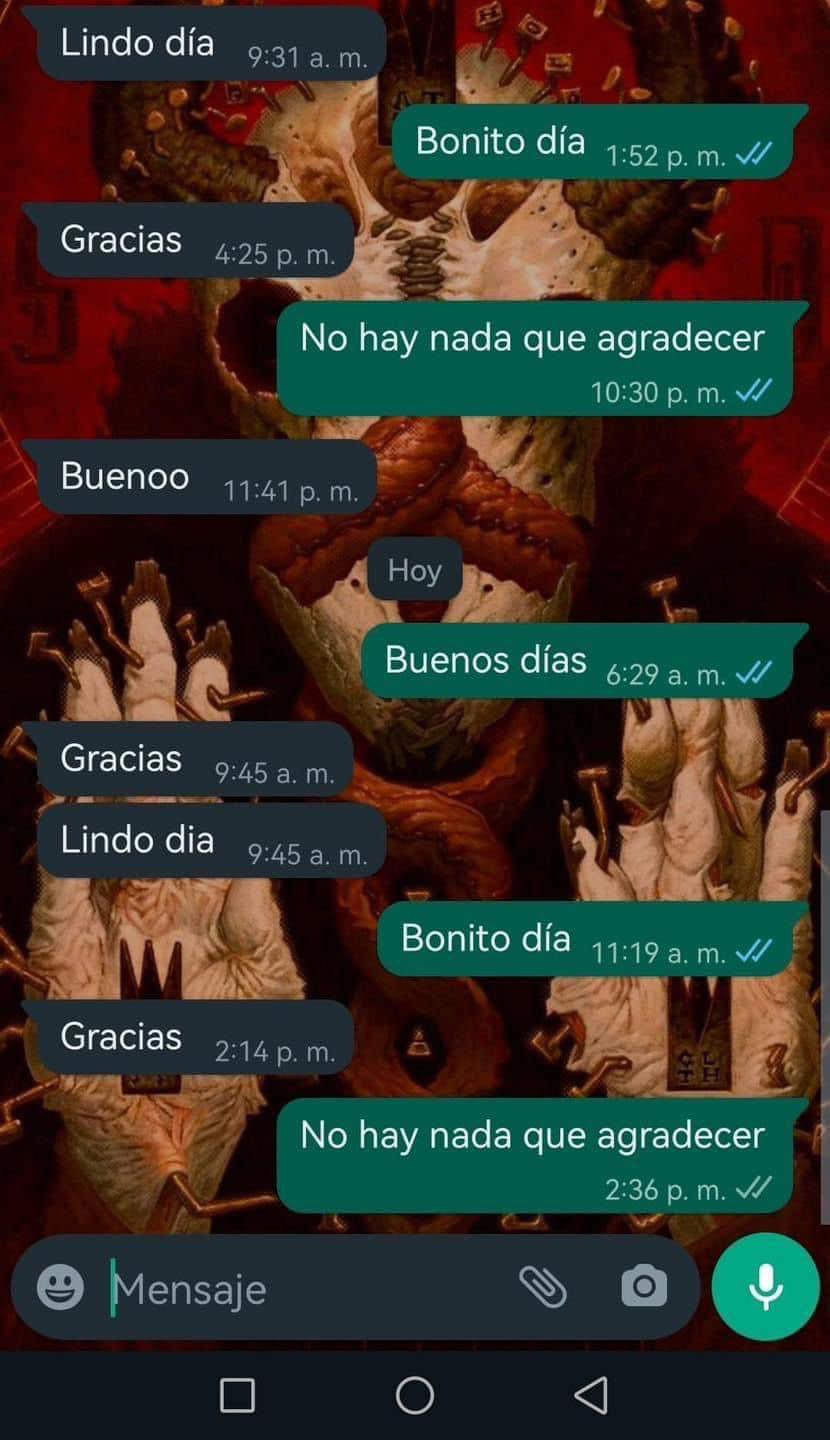 Lindo día 9:31 a. m.
Bonito día 1:52 p. m.
Gracias 4:25 p. m.
No hay nada que agradecer
10:30 p. m.
Buenoo 11:41 p. m.
Hoy
Buenos días 6:29 a. m.
Gracias 9:45 a. m.
Lindo dia 9:45 a. m.
Bonito día 11:19 a. m.
Gracias 2:14 p. m.
No hay nada que agradecer
2:36 p. m.
Mensaje